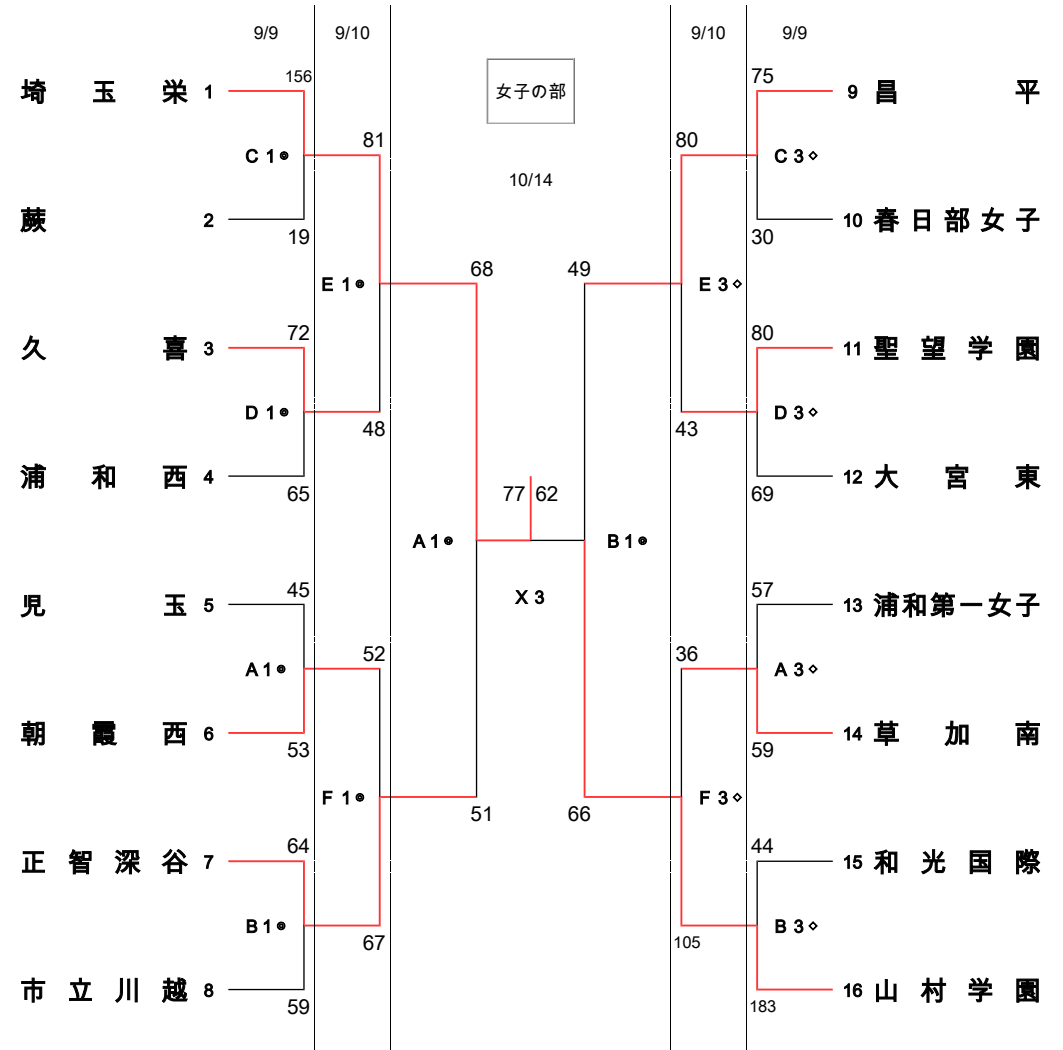 9/9 9/10 9/10 9/9
女子の部
156 75
埼玉栄 1 9 昌平
81 80
C 1◎ C 3◇
10/14
蕨 2 10 春日部女子
19 30
68 49
E 1◎ E 3◇
72 80
久喜 3 11 聖望学園
D 1◎ D 3◇
48 43
浦和西 4 12 大宮東
65 77 62 69
A 1◎ B 1◎
45 X 3 57
児玉 5 13 浦和第一女子
52 36
A 1◎ A 3◇
朝霞西 6 14 草加南
53 59
F 1◎ F 3◇
51 66
64 44
正智深谷 7 15 和光国際
B 1◎ B 3◇
67 105
市立川越 8 16 山村学園
59 183